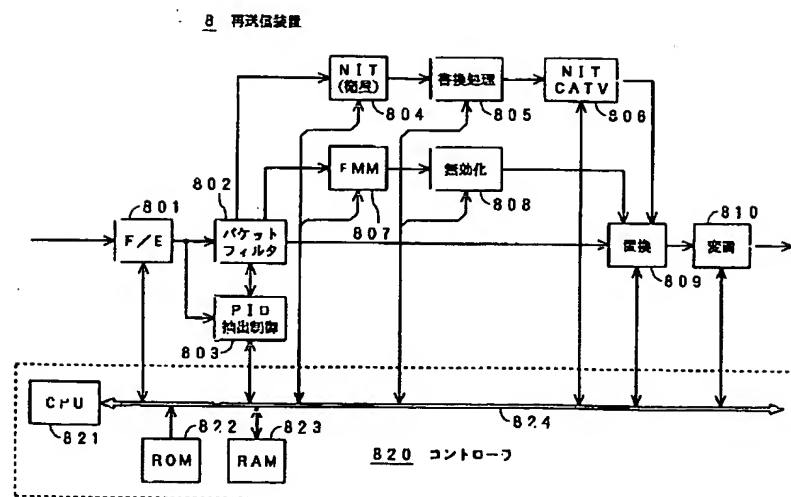 8 再送信装置
NIT
(衛星)
804
書換処理
805
NIT
CATV
806
EMM
807
無効化
808
801
F/E
802
パケット
フィルタ
PID
抽出制御
803
置換
809
810
変調
CPU
821
822
ROM
823
RAM
824
820 コントローラ